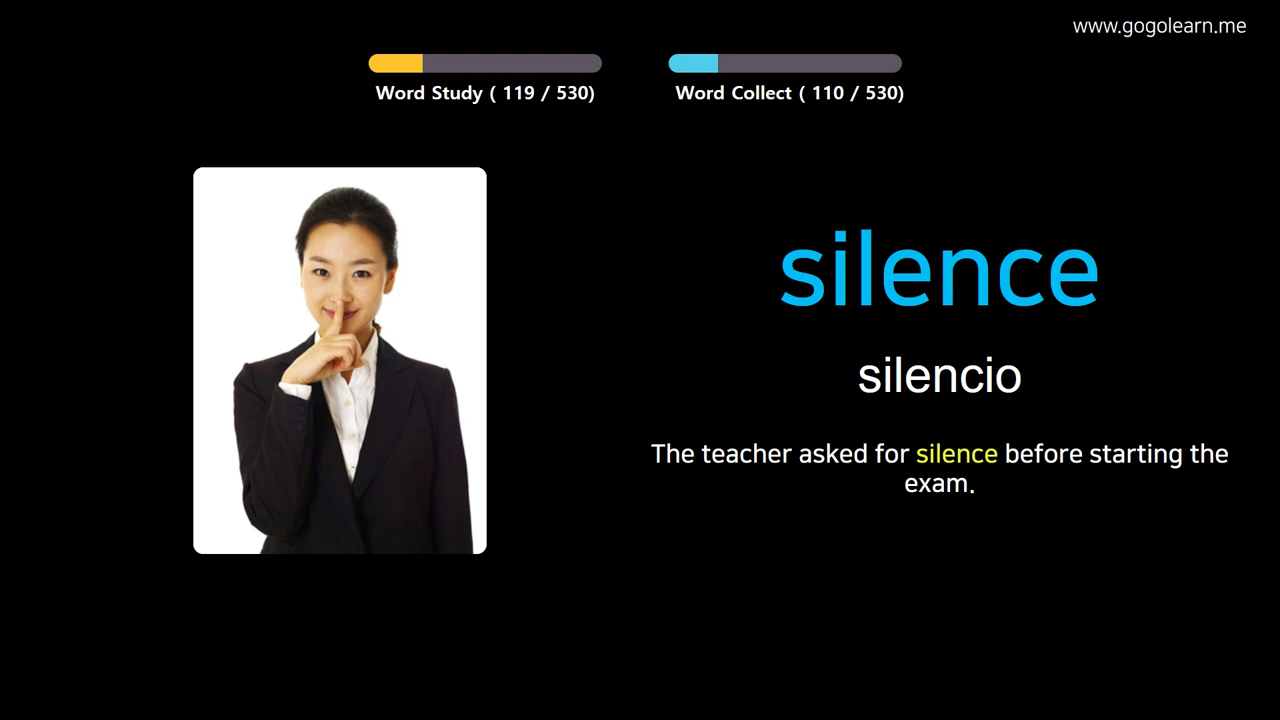 www.gogolearn.me
Word Study ( 119 / 530)
Word Collect ( 110 / 530)
silence
silencio
The teacher asked for silence before starting the
exam.